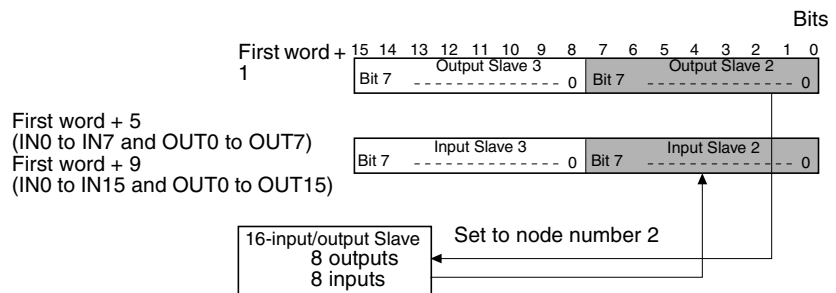 Bits
First word + 1
15 14 13 12 11 10 9 8 7 6 5 4 3 2 1 0
Output Slave 3 Output Slave 2
Bit 7 0 Bit 7 0
First word + 5
(IN0 to IN7 and OUT0 to OUT7)
First word + 9
(IN0 to IN15 and OUT0 to OUT15)
Input Slave 3 Input Slave 2
Bit 7 0 Bit 7 0
16-input/output Slave
8 outputs
8 inputs
Set to node number 2